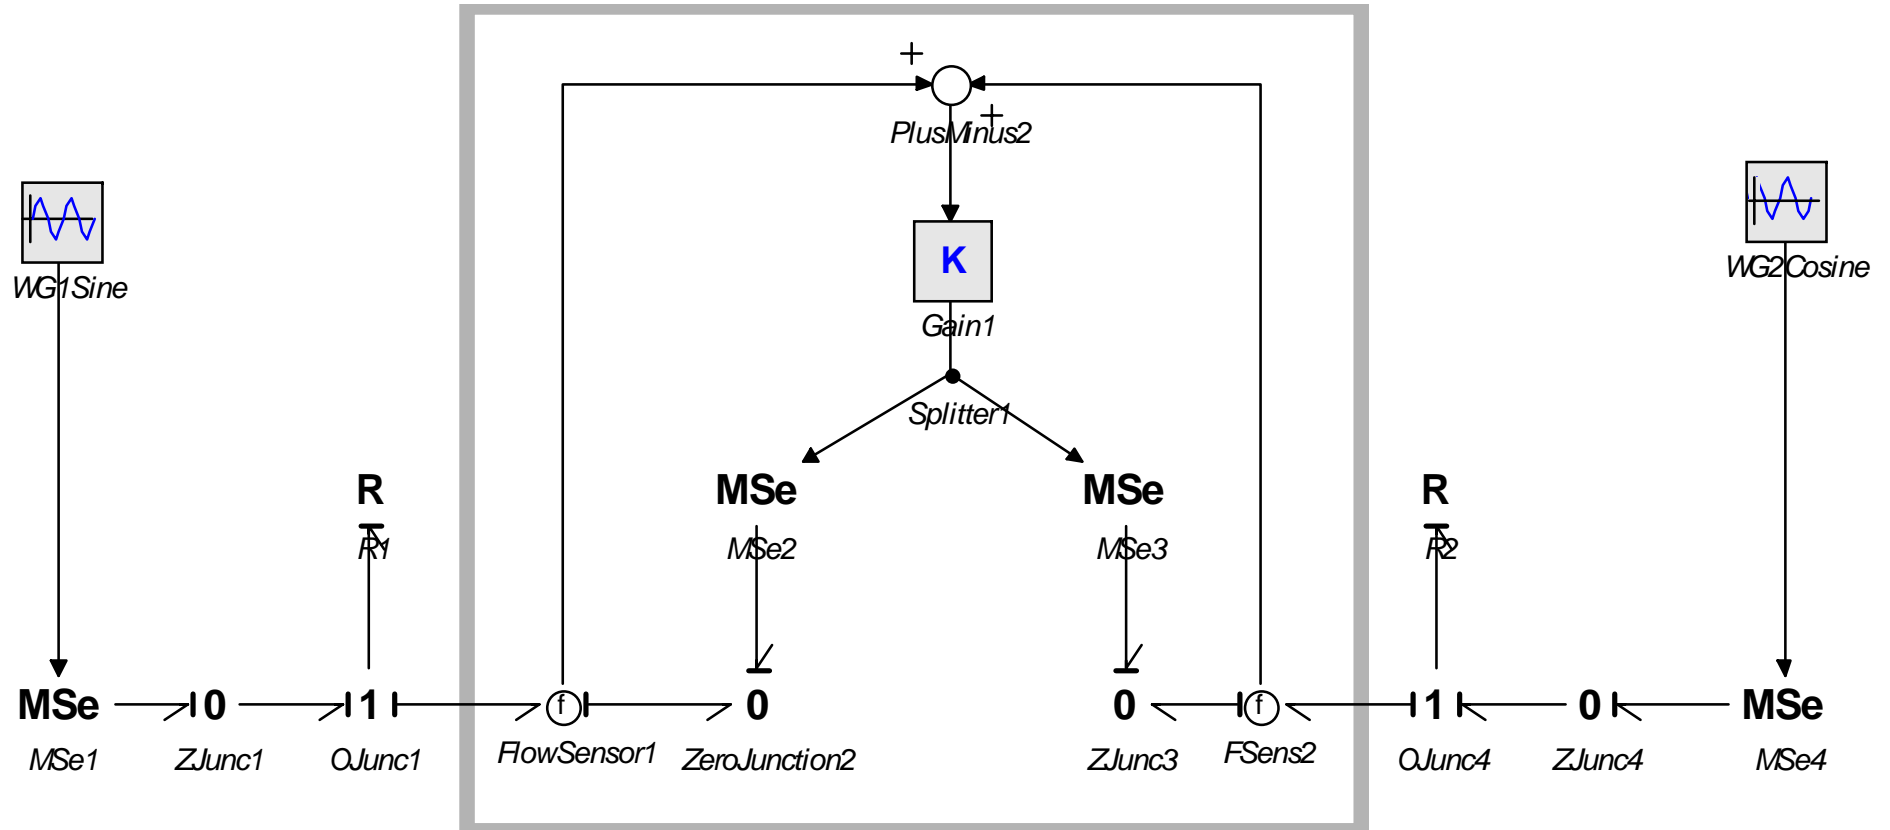 +
+
PlusMinus2
WG1Sine
K
WG2Cosine
Gain1
Splitter1
R
MSe
MSe
R
R1
MSe2
MSe3
R2
MSe
0
1
f
0
0
f
1
0
MSe
MSe1
ZJunc1
OJunc1
FlowSensor1
ZeroJunction2
ZJunc3
FSens2
OJunc4
ZJunc4
MSe4